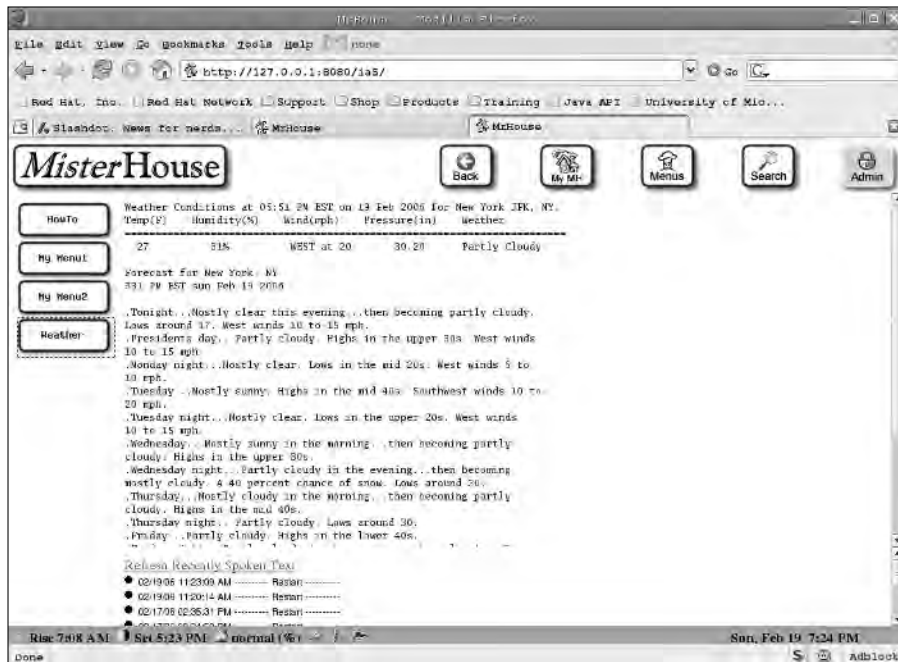 MrHouse - Mozilla Firefox
File Edit View Go Bookmarks Tools Help none
http://127.0.0.1:8080/ia5/ Go
Red Hat, Inc. Red Hat Network Support Shop Products Training Java API University of Mic...
Slashdot: News for nerds... MrHouse MrHouse
MisterHouse Back My MH Menus Search Admin
HowTo
My Menu1
My Menu2
Weather
Weather Conditions at 05:51 PM EST on 19 Feb 2006 for New York JFK, NY.
Temp(F) Humidity(%) Wind(mph) Pressure(in) Weather
27 31% WEST at 20 30.20 Partly Cloudy
Forecast for New York, NY
331 PM EST sun Feb 19 2006
.Tonight...Mostly clear this evening...then becoming partly cloudy.
Lows around 17. West winds 10 to 15 mph.
.Presidents day...Partly cloudy. Highs in the upper 30s. West winds
10 to 15 mph.
.Monday night...Mostly clear. Lows in the mid 20s. West winds 5 to
10 mph.
.Tuesday...Mostly sunny. Highs in the mid 40s. Southwest winds 10 to
20 mph.
.Tuesday night...Mostly clear. Lows in the upper 20s. West winds
10 to 15 mph.
.Wednesday...Mostly sunny in the morning...then becoming partly
cloudy. Highs in the upper 30s.
.Wednesday night...Partly cloudy in the evening...then becoming
mostly cloudy. A 40 percent chance of snow. Lows around 30.
.Thursday...Mostly cloudy in the morning...then becoming partly
cloudy. Highs in the mid 40s.
.Thursday night...Partly cloudy. Lows around 30.
.Friday...Partly cloudy. Highs in the lower 40s.
Refresh Recently Spoken Text
02/19/06 11:23:09 AM ---------- Restart ----------
02/19/06 11:20:14 AM ---------- Restart ----------
02/17/06 02:35:31 PM ---------- Restart ----------
Rise 7:08 AM Set 5:23 PM normal (%) Sun, Feb 19 7:24 PM
Done Adblock